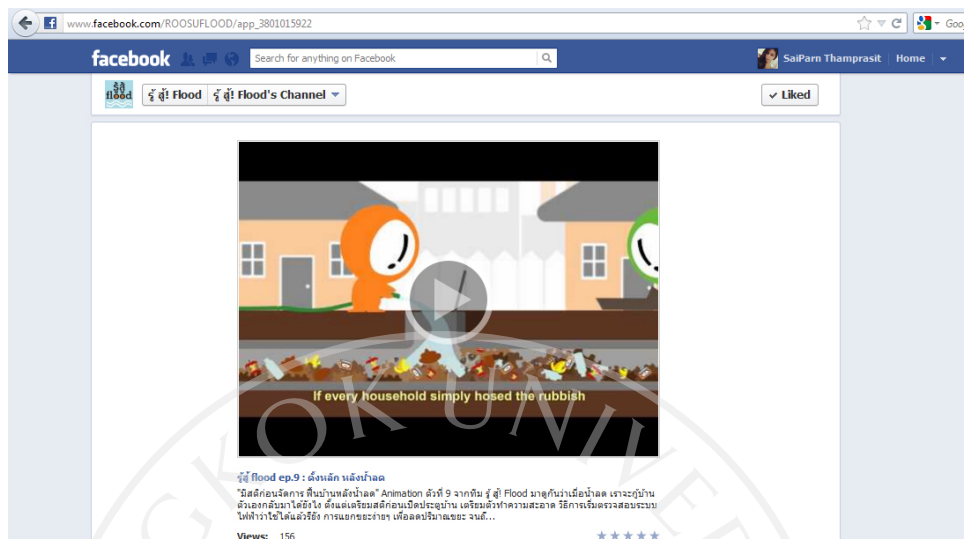 www.facebook.com/ROOSUFLOOD/app_3801015922
Goo
facebook
Search for anything on Facebook
SaiParn Thamprasit
Home
รู้ สู้ flood
รู้ สู้! Flood
รู้ สู้! Flood's Channel
Liked
If every household simply hosed the rubbish
รู้สู้ flood ep.9 : ตั้งหลัก หลังน้ำลด
"มีสติก่อนจัดการ ฟื้นบ้านหลังน้ำลด" Animation ตัวที่ 9 จากทีม รู้ สู้! Flood มาดูกันว่าเมื่อน้ำลด เราจะกู้บ้าน
ตัวเองกลับมาได้ยังไง ตั้งแต่เตรียมสติก่อนเปิดประตูบ้าน เตรียมตัวทำความสะอาด วิธีการเริ่มตรวจสอบระบบ
ไฟฟ้าว่าใช้ได้แล้วรึยัง การแยกขยะง่ายๆ เพื่อลดปริมาณขยะ จนถึ...
Views: 156
GKOK UNIVER